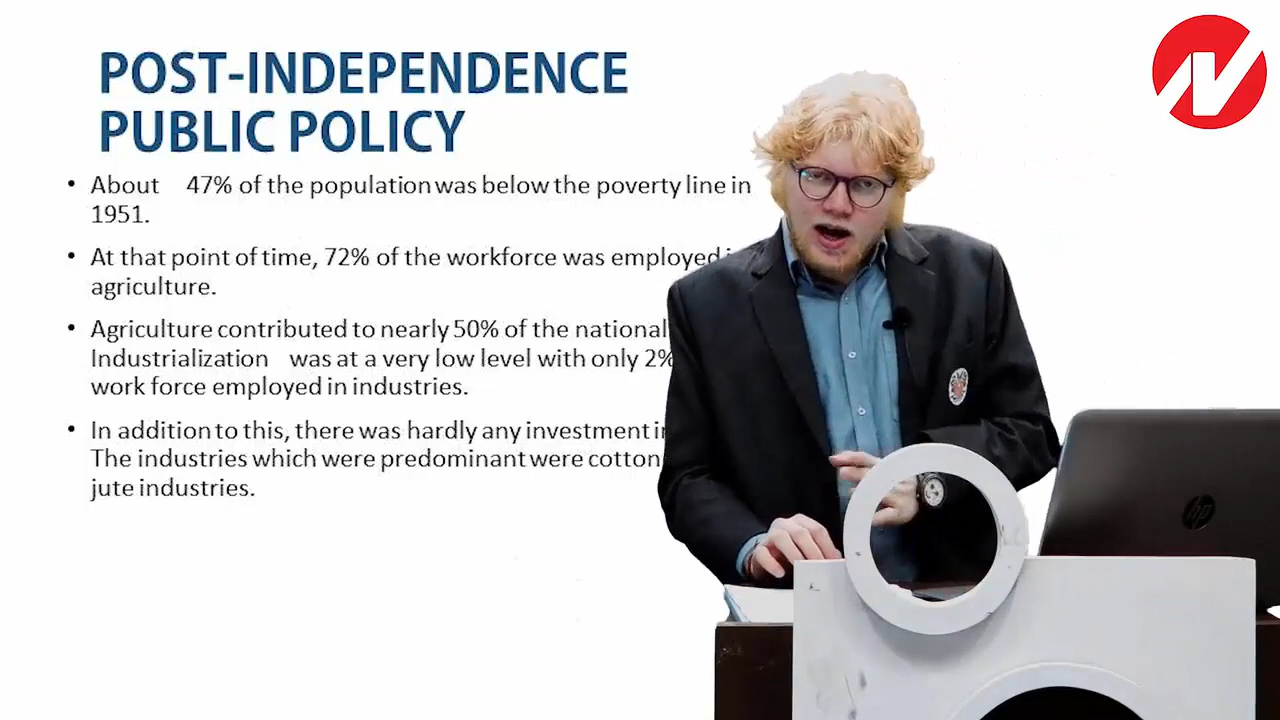 POST-INDEPENDENCE
PUBLIC POLICY
• About 47% of the population was below the poverty line in
1951.
• At that point of time, 72% of the workforce was employed
agriculture.
• Agriculture contributed to nearly 50% of the national
Industrialization was at a very low level with only 2%
work force employed in industries.
• In addition to this, there was hardly any investment
The industries which were predominant were cotton
jute industries.
hp